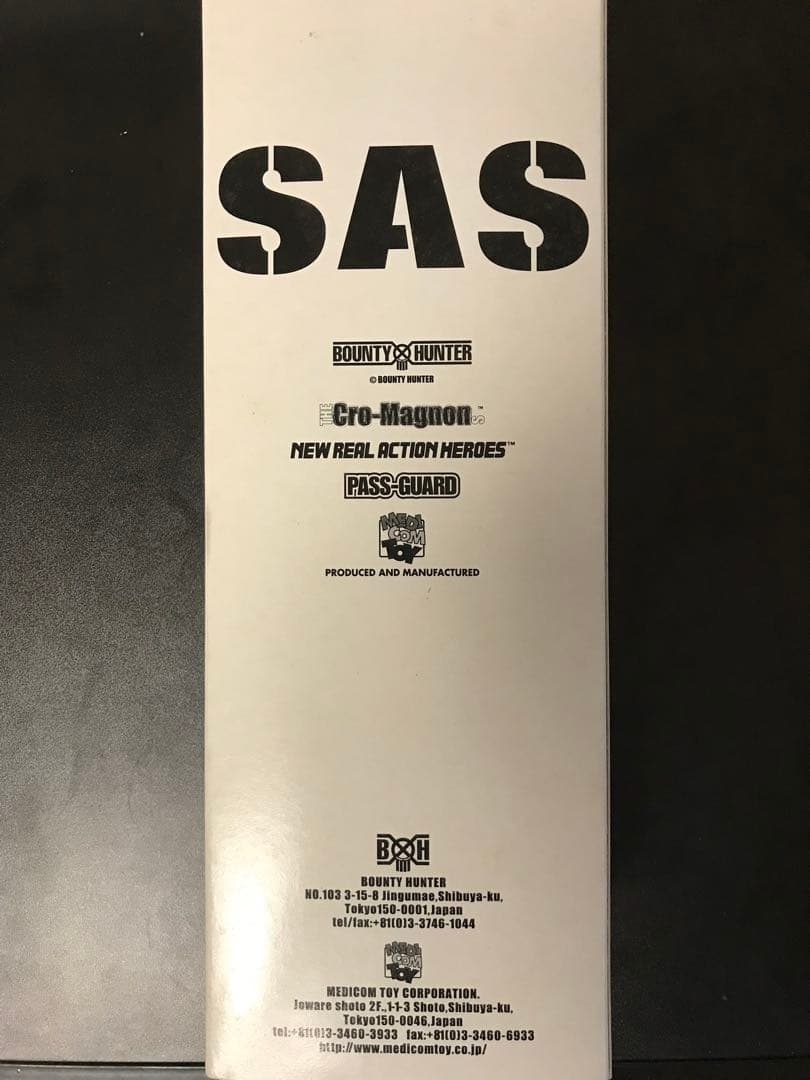 SAS
BOUNTY HUNTER
© BOUNTY HUNTER
THE Cro-Magnons™
NEW REAL ACTION HEROES™
PASS-GUARD
MEDICOM TOY
PRODUCED AND MANUFACTURED
BXH
BOUNTY HUNTER
NO.103 3-15-8 Jingumae,Shibuya-ku,
Tokyo150-0001,Japan
tel/fax:+81(0)3-3746-1044
MEDICOM TOY
MEDICOM TOY CORPORATION.
Joware shoto 2F.,1-1-3 Shoto,Shibuya-ku,
Tokyo150-0046,Japan
tel:+81(0)3-3460-3933 fax:+81(0)3-3460-6933
http://www.medicomtoy.co.jp/